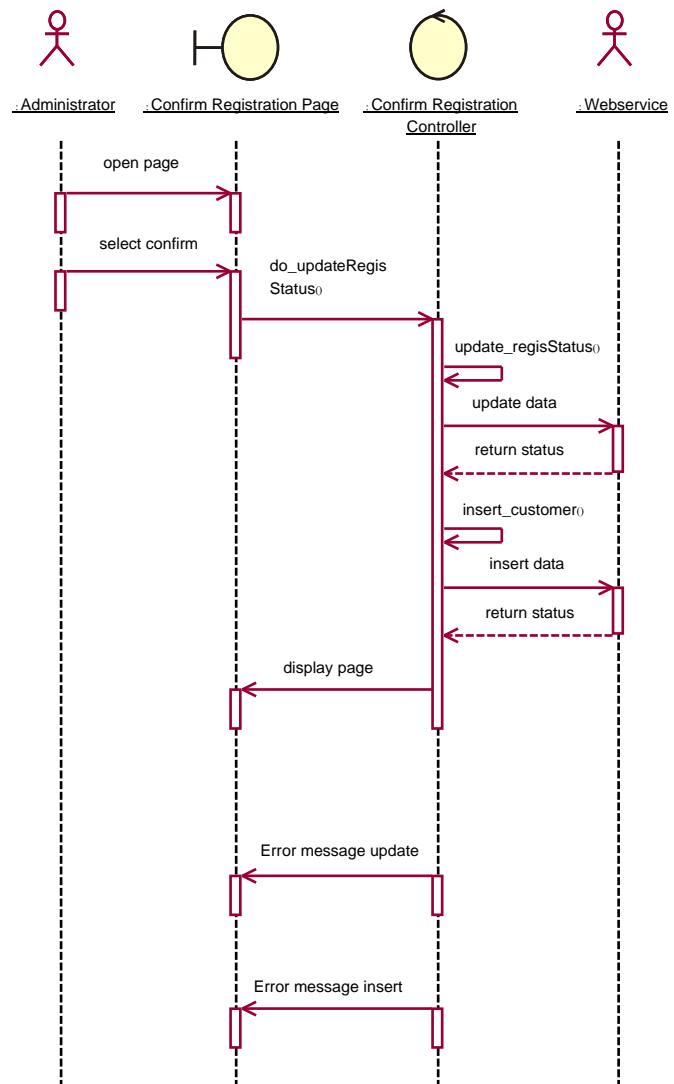 : Administrator
: Confirm Registration Page
: Confirm Registration
Controller
: Webservice
open page
select confirm
do_updateRegis
Status()
update_regisStatus()
update data
return status
insert_customer()
insert data
return status
display page
Error message update
Error message insert